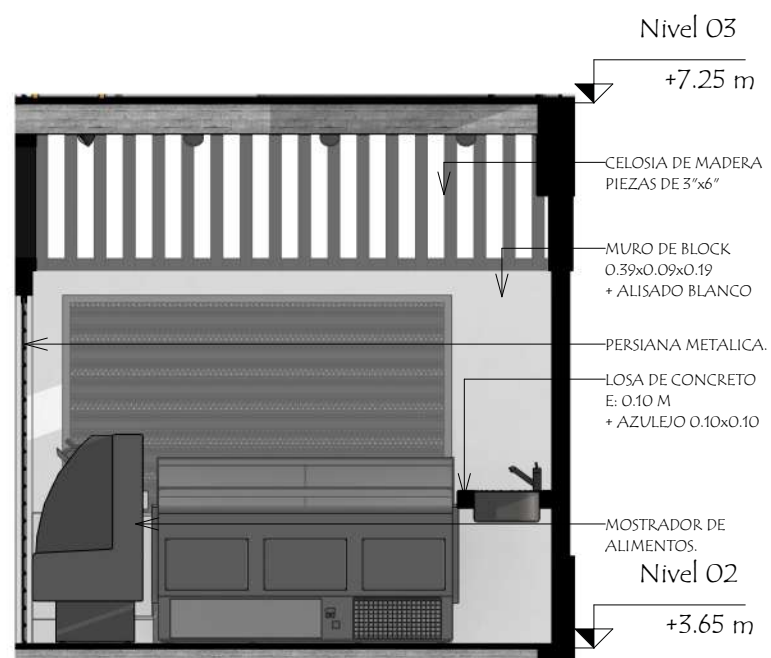 Nivel 03
+7.25 m
CELOSIA DE MADERA
PIEZAS DE 3"x6"
MURO DE BLOCK
0.39x0.09x0.19
+ ALISADO BLANCO
PERSIANA METALICA.
LOSA DE CONCRETO
E: 0.10 M
+ AZULEJO 0.10x0.10
MOSTRADOR DE
ALIMENTOS.
Nivel 02
+3.65 m